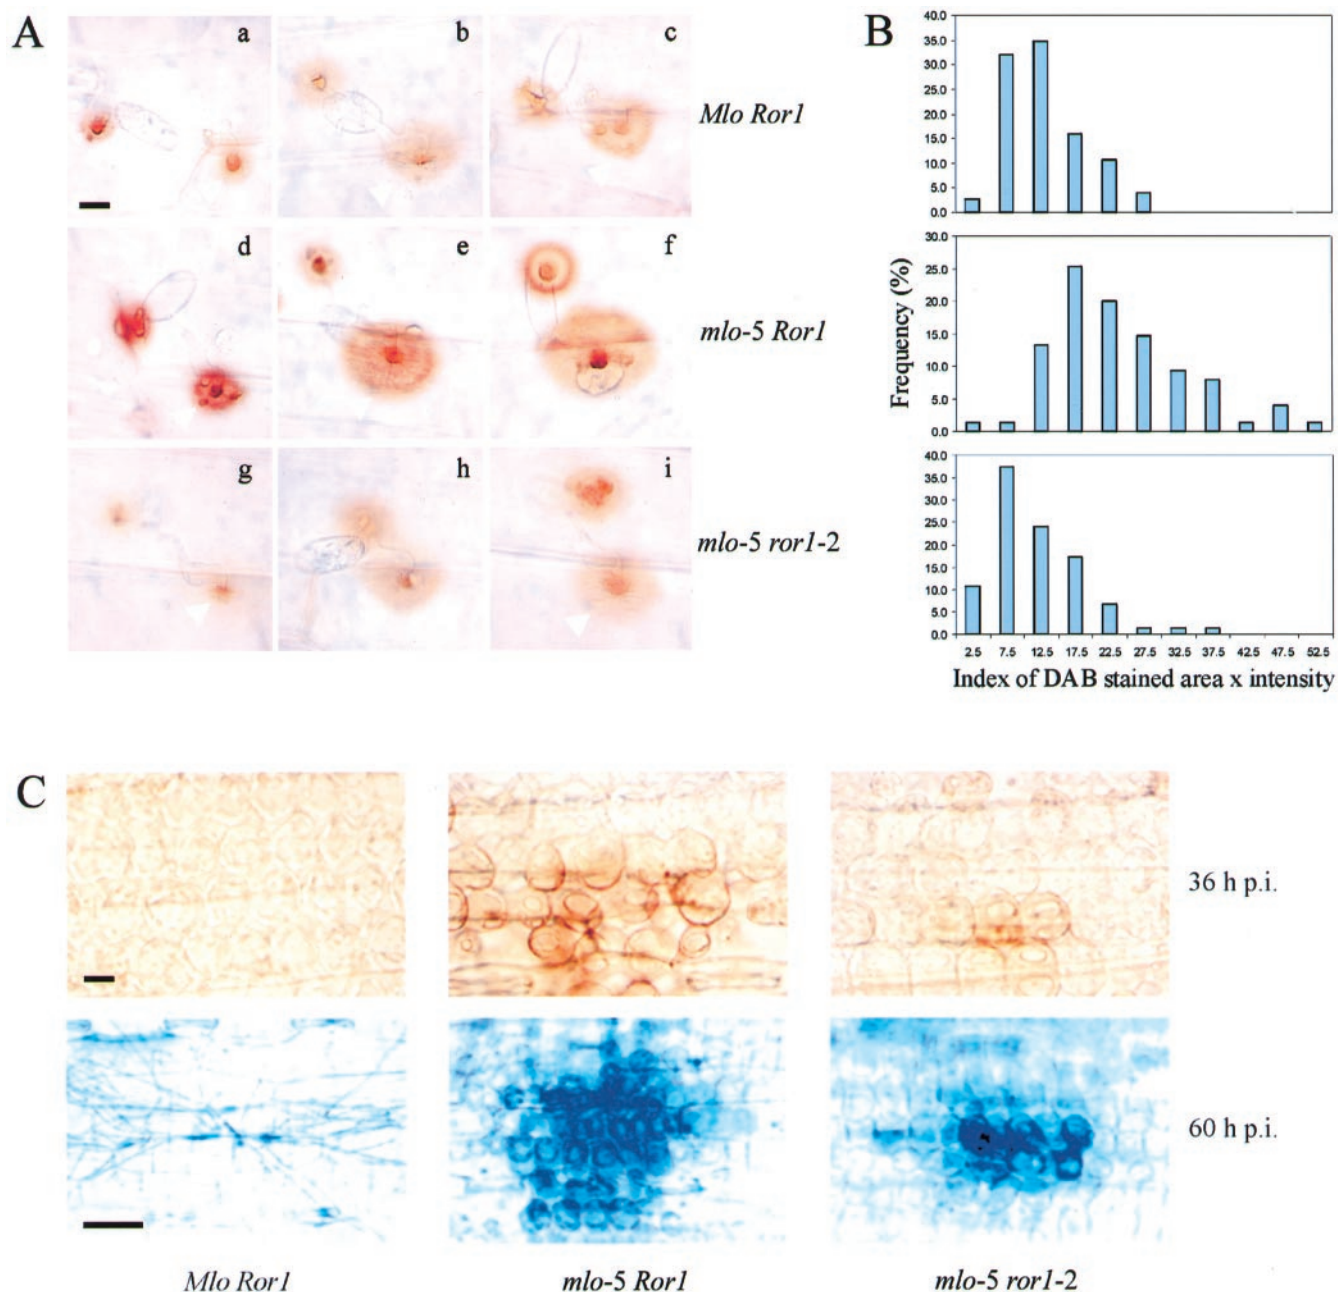 A
a
b
c
Mlo Ror1
d
e
f
mlo-5 Ror1
g
h
i
mlo-5 ror1-2
B
40.0
35.0
30.0
25.0
20.0
15.0
10.0
5.0
0.0
30.0
25.0
20.0
15.0
10.0
5.0
0.0
Frequency (%)
40.0
35.0
30.0
25.0
20.0
15.0
10.0
5.0
0.0
2.5 7.5 12.5 17.5 22.5 27.5 32.5 37.5 42.5 47.5 52.5
Index of DAB stained area x intensity
C
36 h p.i.
60 h p.i.
Mlo Ror1
mlo-5 Ror1
mlo-5 ror1-2